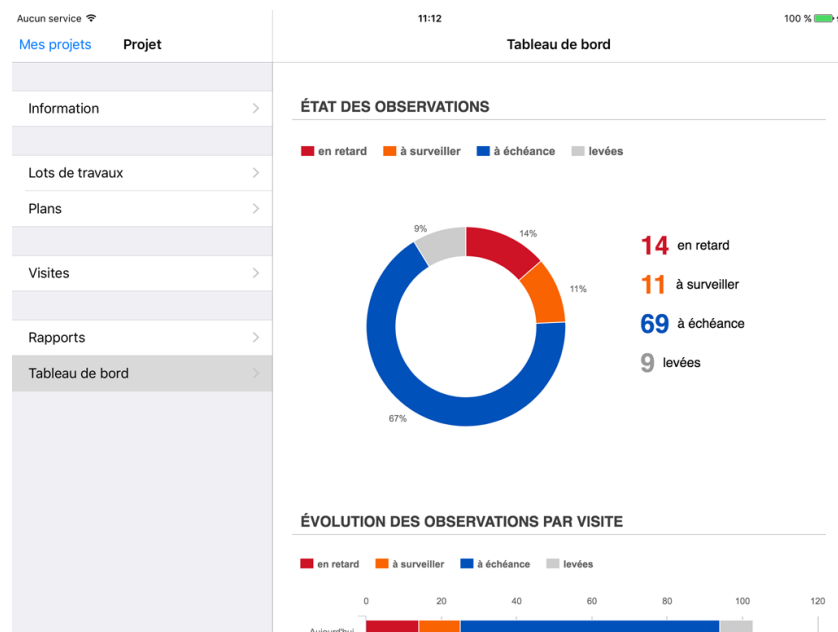 Aucun service
11:12
100 %
Mes projets
Projet
Tableau de bord
Information
Lots de travaux
Plans
Visites
Rapports
Tableau de bord
ÉTAT DES OBSERVATIONS
en retard
à surveiller
à échéance
levées
9%
14%
11%
67%
14 en retard
11 à surveiller
69 à échéance
9 levées
ÉVOLUTION DES OBSERVATIONS PAR VISITE
en retard
à surveiller
à échéance
levées
0 20 40 60 80 100 120
Aujourd'hui